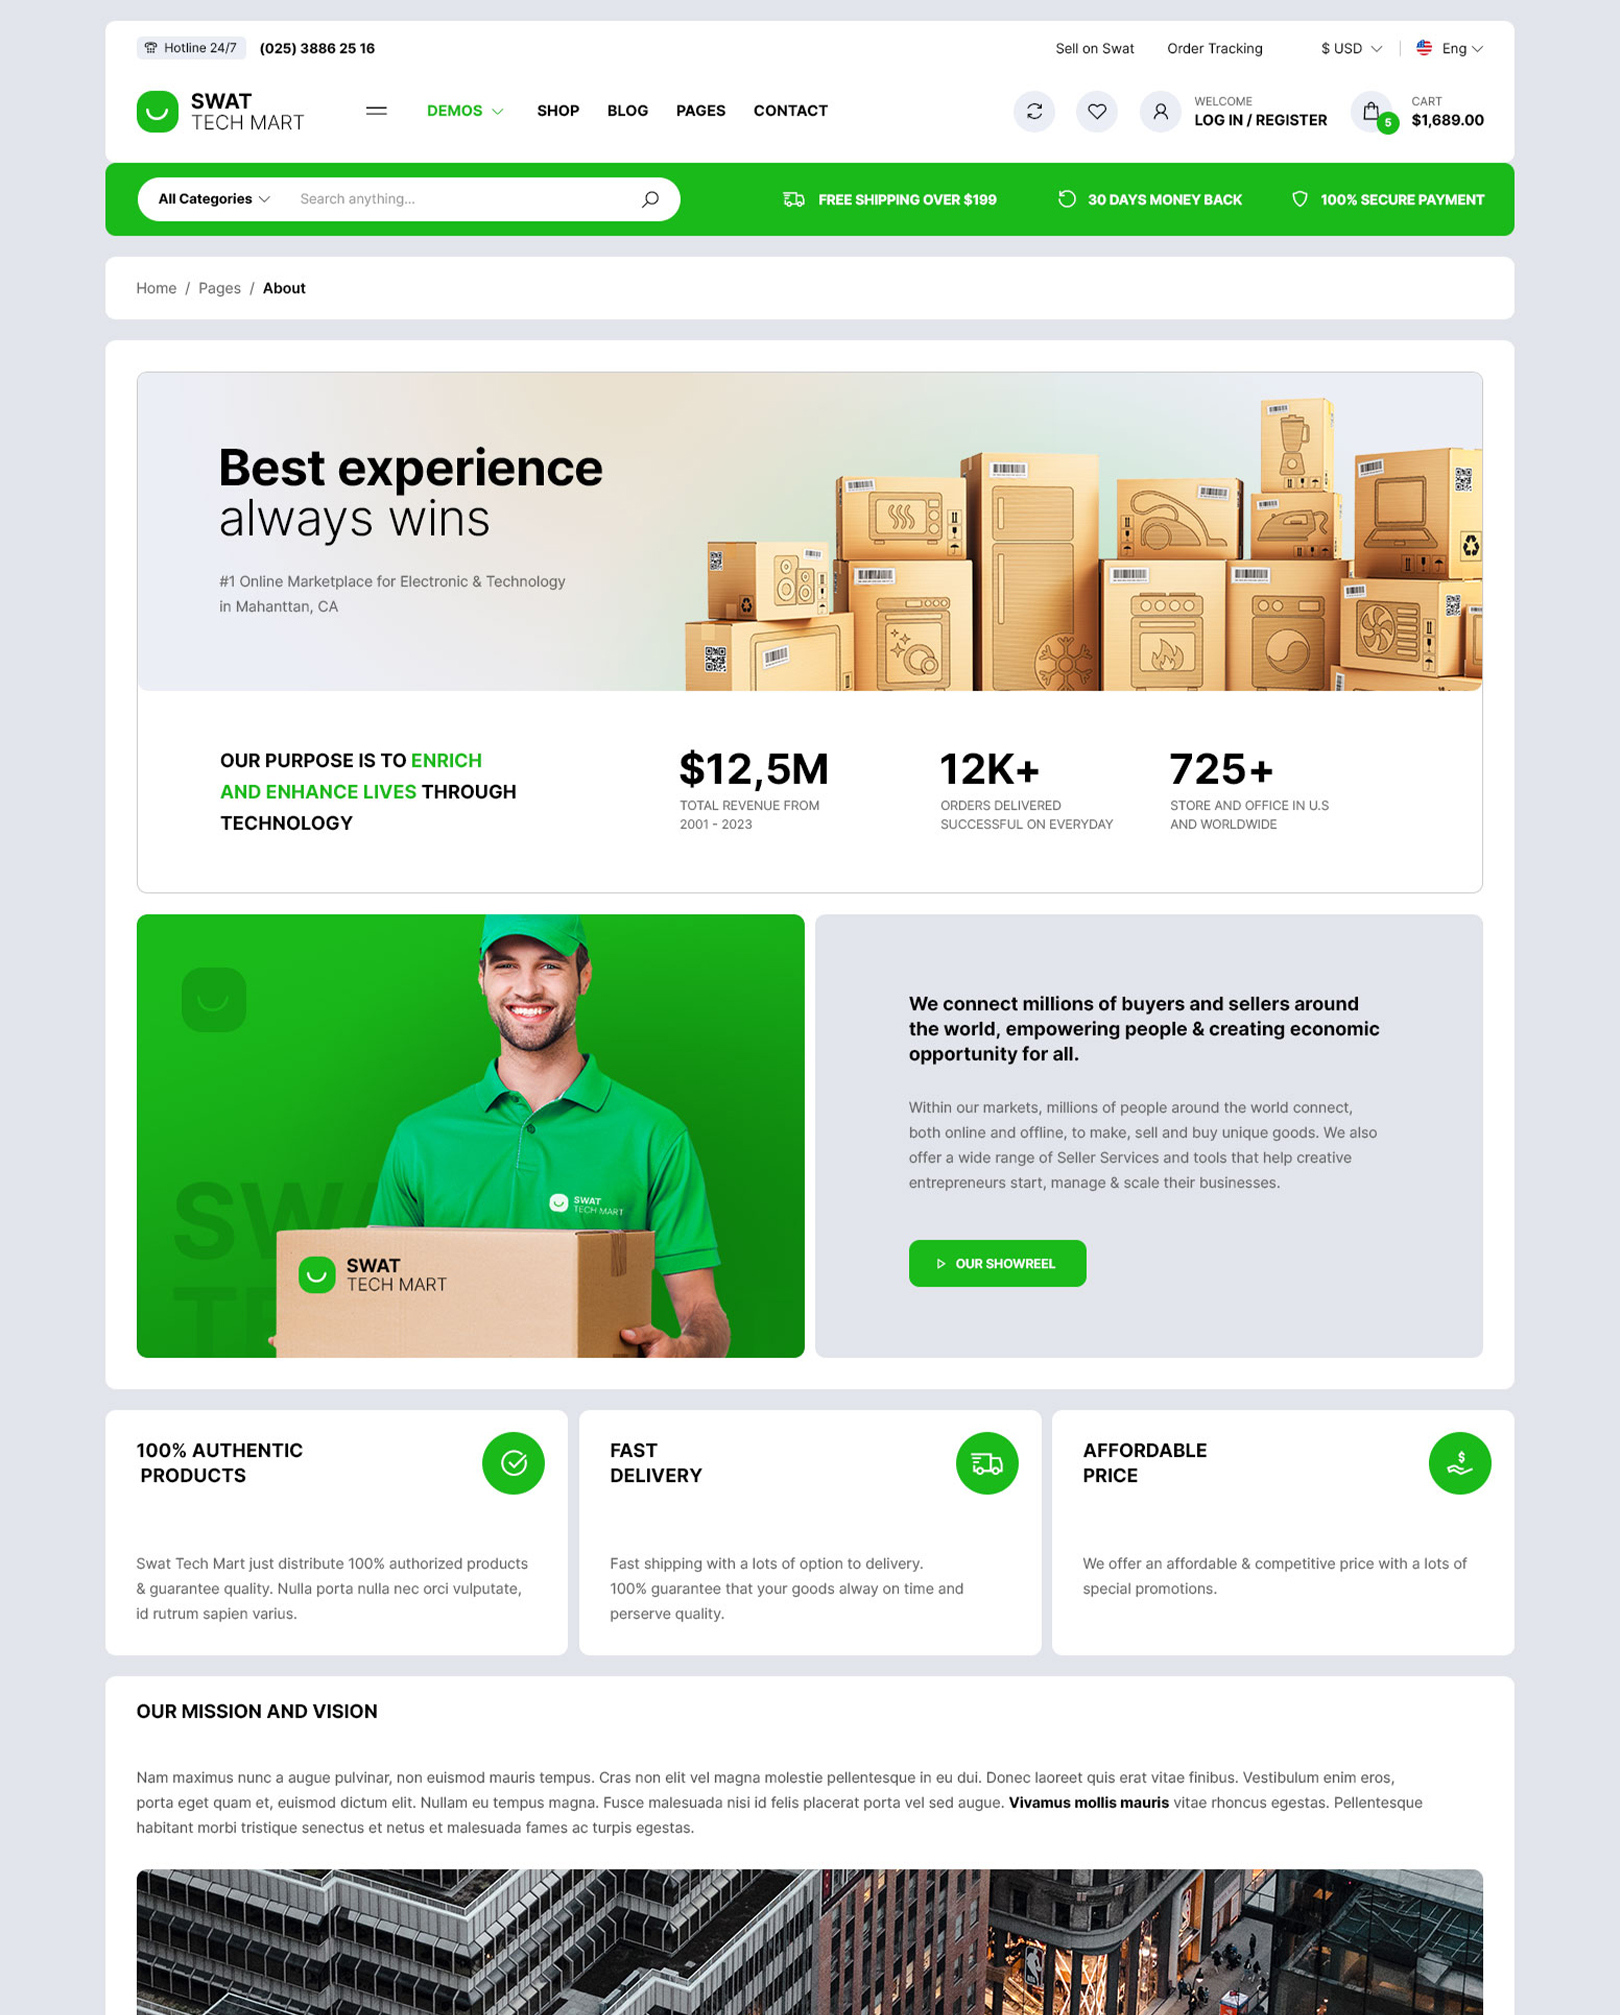 Hotline 24/7
(025) 3886 25 16
Sell on Swat
Order Tracking
$ USD
Eng
SWAT
TECH MART
DEMOS
SHOP
BLOG
PAGES
CONTACT
WELCOME
LOG IN / REGISTER
5
CART
$1,689.00
All Categories
Search anything...
FREE SHIPPING OVER $199
30 DAYS MONEY BACK
100% SECURE PAYMENT
Home / Pages / About
Best experience
always wins
#1 Online Marketplace for Electronic & Technology
in Mahanttan, CA
OUR PURPOSE IS TO ENRICH
AND ENHANCE LIVES THROUGH
TECHNOLOGY
$12,5M
TOTAL REVENUE FROM
2001 - 2023
12K+
ORDERS DELIVERED
SUCCESSFUL ON EVERYDAY
725+
STORE AND OFFICE IN U.S
AND WORLDWIDE
SWAT
TECH MART
SWAT
TECH MART
We connect millions of buyers and sellers around
the world, empowering people & creating economic
opportunity for all.
Within our markets, millions of people around the world connect,
both online and offline, to make, sell and buy unique goods. We also
offer a wide range of Seller Services and tools that help creative
entrepreneurs start, manage & scale their businesses.
OUR SHOWREEL
100% AUTHENTIC
PRODUCTS
Swat Tech Mart just distribute 100% authorized products
& guarantee quality. Nulla porta nulla nec orci vulputate,
id rutrum sapien varius.
FAST
DELIVERY
Fast shipping with a lots of option to delivery.
100% guarantee that your goods alway on time and
perserve quality.
AFFORDABLE
PRICE
We offer an affordable & competitive price with a lots of
special promotions.
OUR MISSION AND VISION
Nam maximus nunc a augue pulvinar, non euismod mauris tempus. Cras non elit vel magna molestie pellentesque in eu dui. Donec laoreet quis erat vitae finibus. Vestibulum enim eros,
porta eget quam et, euismod dictum elit. Nullam eu tempus magna. Fusce malesuada nisi id felis placerat porta vel sed augue. Vivamus mollis mauris vitae rhoncus egestas. Pellentesque
habitant morbi tristique senectus et netus et malesuada fames ac turpis egestas.